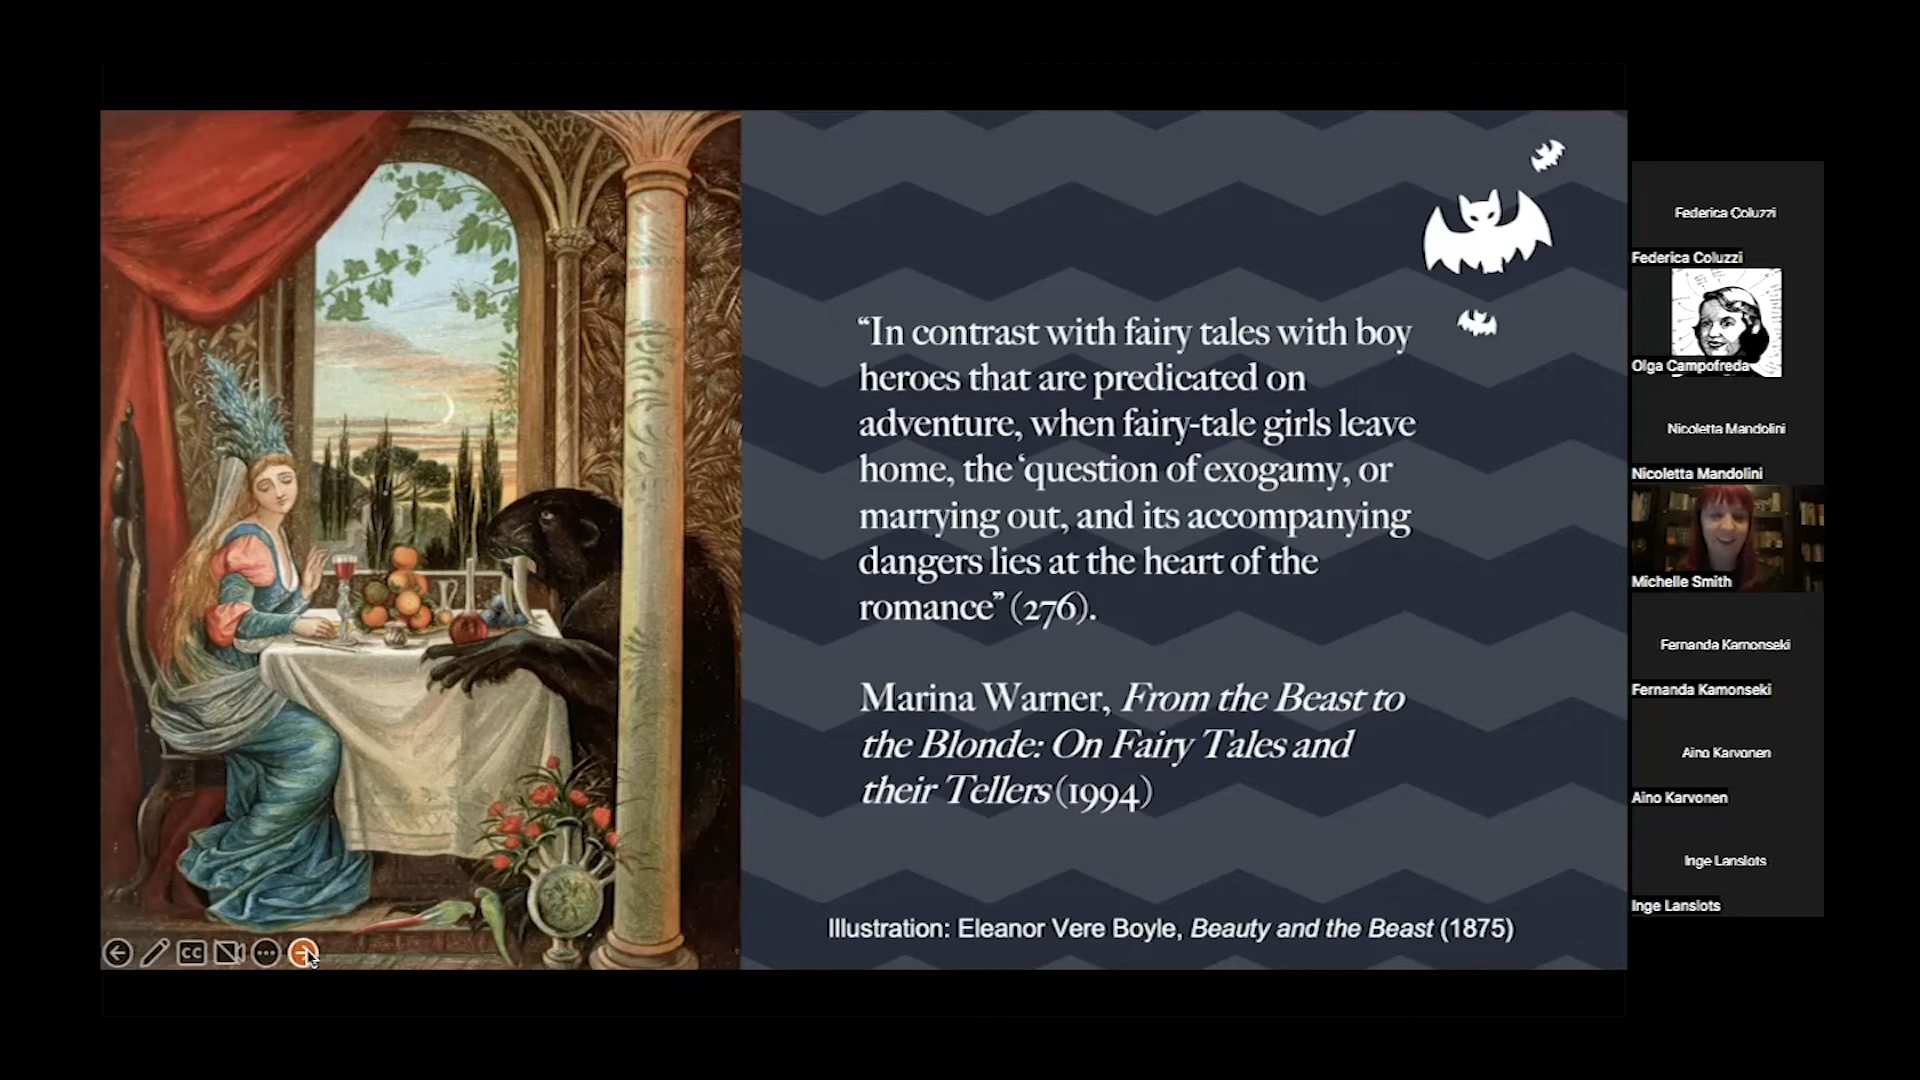 “In contrast with fairy tales with boy
heroes that are predicated on
adventure, when fairy-tale girls leave
home, the ‘question of exogamy, or
marrying out, and its accompanying
dangers lies at the heart of the
romance” (276).
Marina Warner, From the Beast to
the Blonde: On Fairy Tales and
their Tellers (1994)
Illustration: Eleanor Vere Boyle, Beauty and the Beast (1875)
CC
Federica Coluzzi
Federica Coluzzi
Olga Campofreda
Nicoletta Mandolini
Nicoletta Mandolini
Michelle Smith
Fernanda Kamonseki
Fernanda Kamonseki
Aino Karvonen
Aino Karvonen
Inge Lanslots
Inge Lanslots